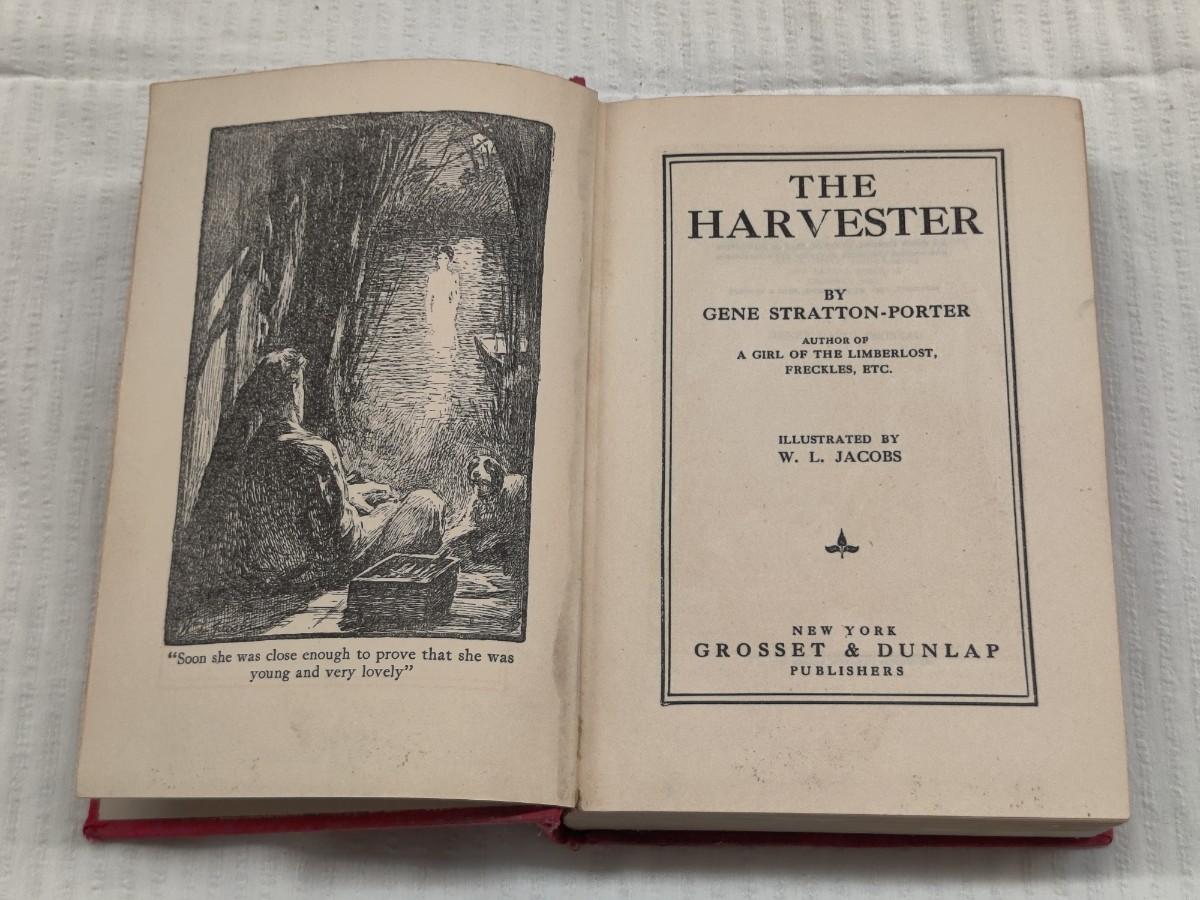 "Soon she was close enough to prove that she was
young and very lovely"
THE
HARVESTER
BY
GENE STRATTON-PORTER
AUTHOR OF
A GIRL OF THE LIMBERLOST,
FRECKLES, ETC.
ILLUSTRATED BY
W. L. JACOBS
NEW YORK
GROSSET & DUNLAP
PUBLISHERS